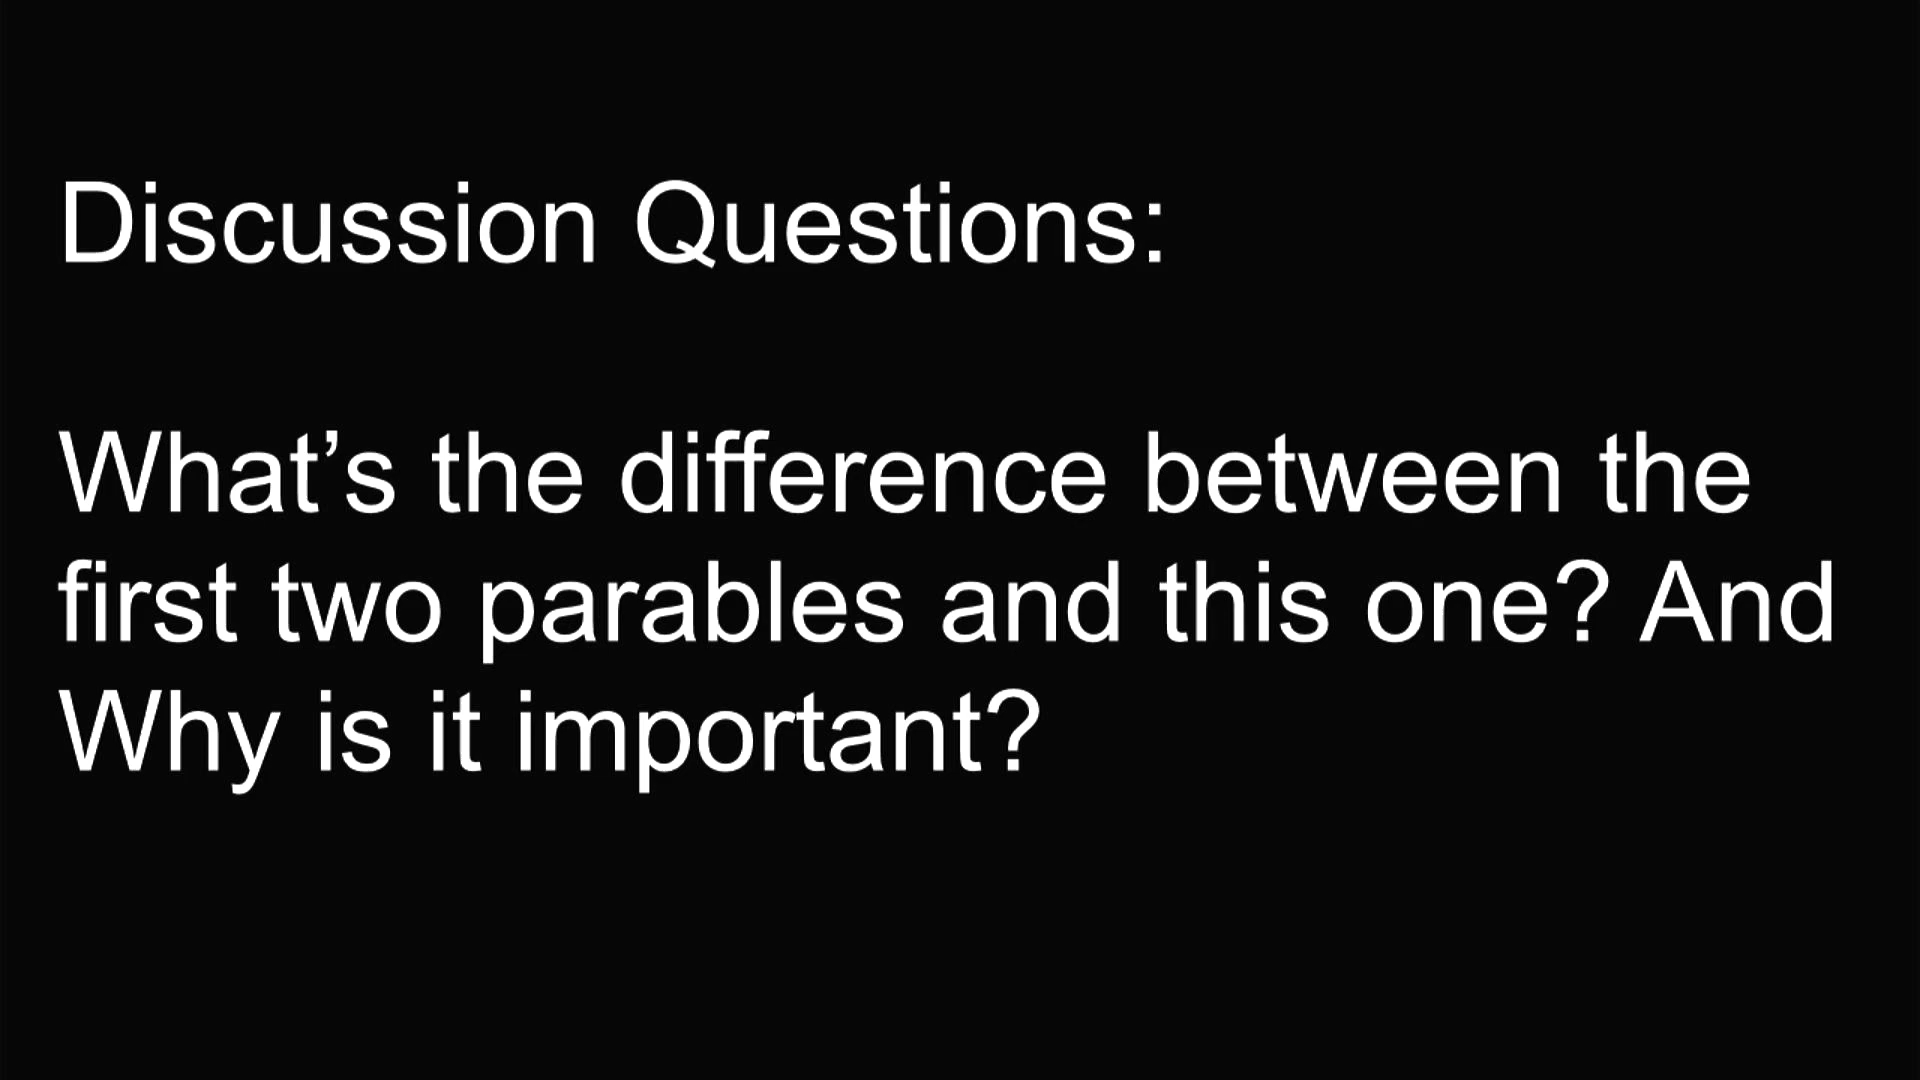 Discussion Questions:
What’s the difference between the
first two parables and this one? And
Why is it important?